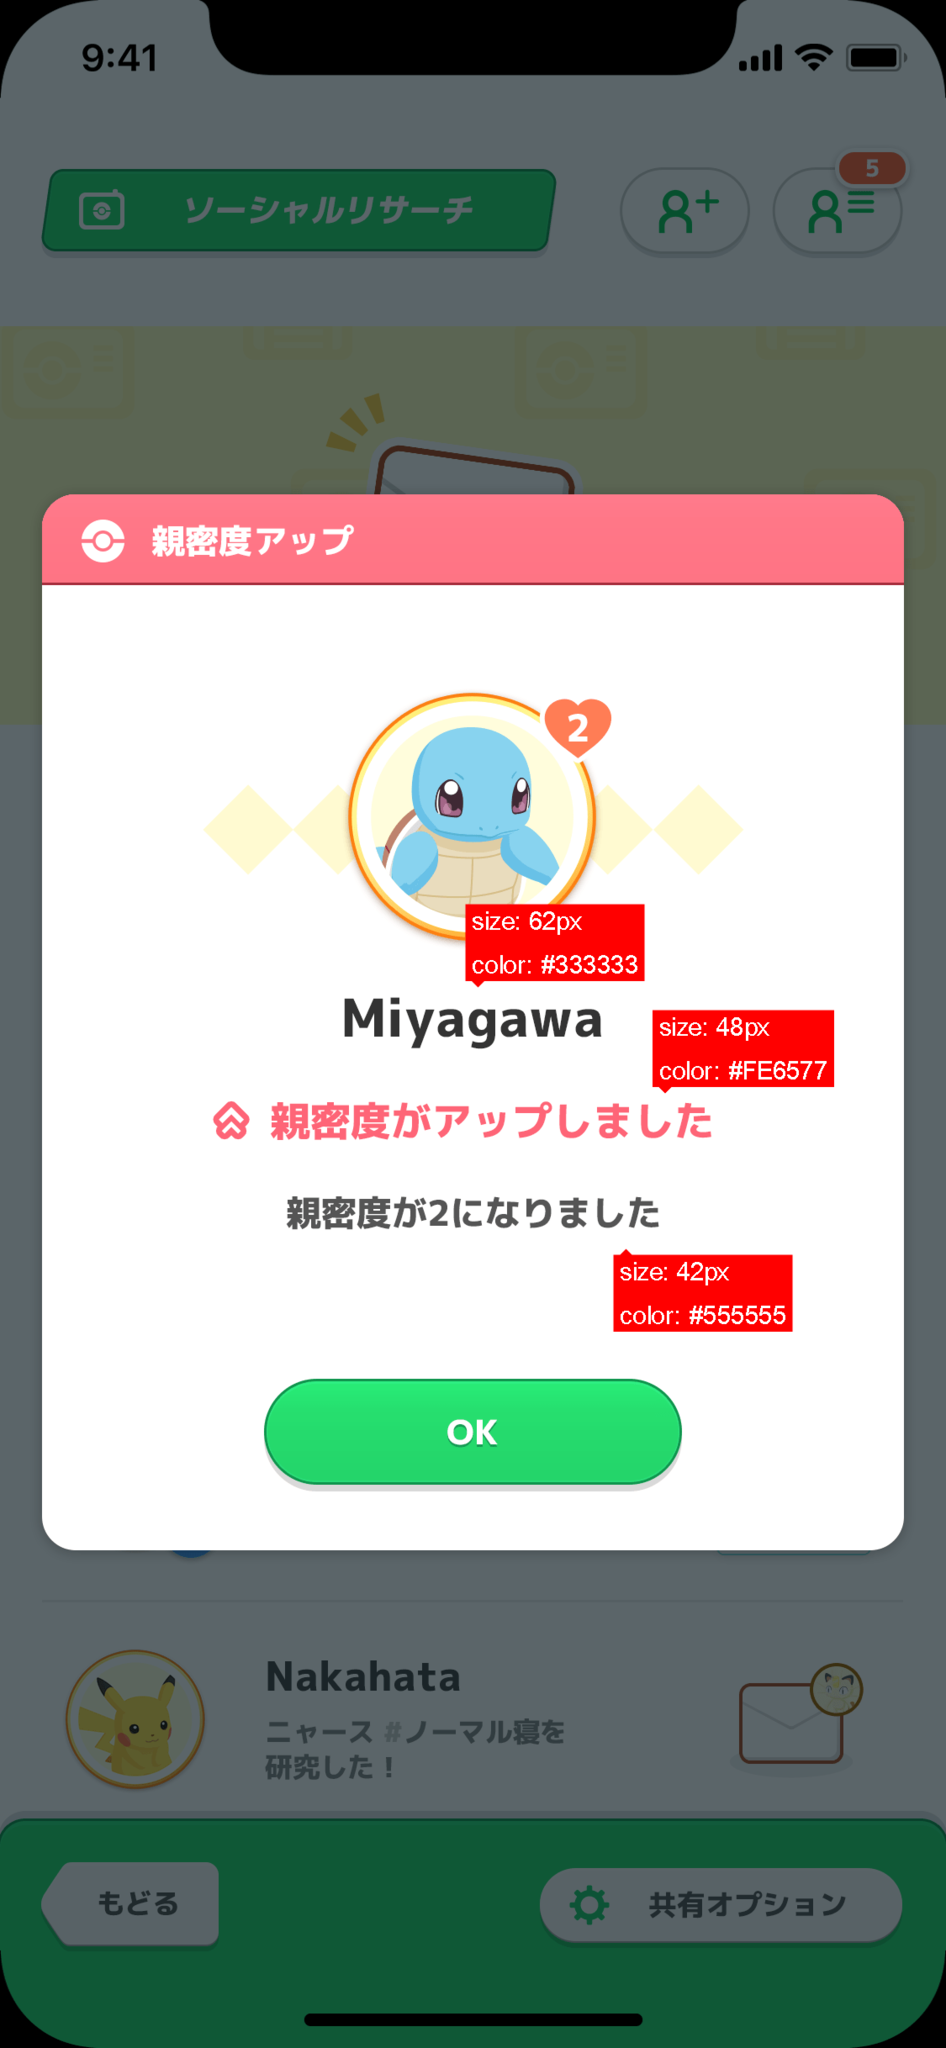 9:41
ソーシャルリサーチ
5
親密度アップ
2
size: 62px
color: #333333
Miyagawa
size: 48px
color: #FE6577
親密度がアップしました
親密度が2になりました
size: 42px
color: #555555
OK
Nakahata
ニャース #ノーマル寝を
研究した！
もどる
共有オプション